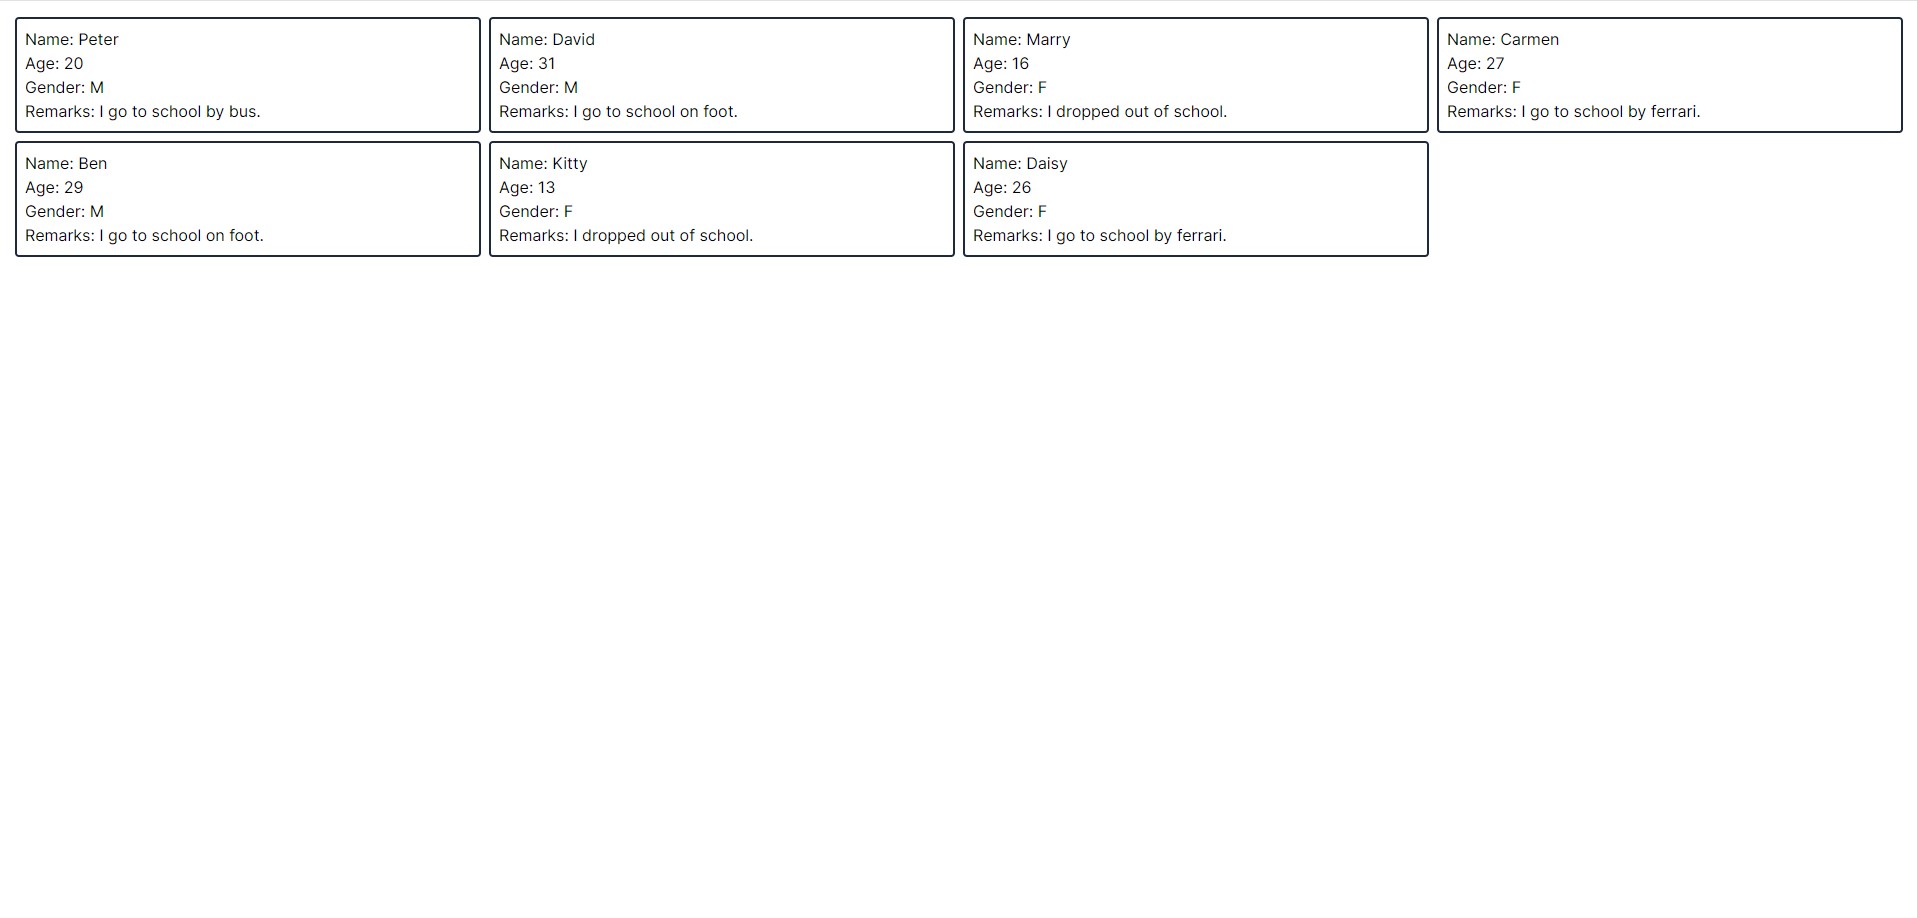 Name: Peter
Age: 20
Gender: M
Remarks: I go to school by bus.
Name: David
Age: 31
Gender: M
Remarks: I go to school on foot.
Name: Marry
Age: 16
Gender: F
Remarks: I dropped out of school.
Name: Carmen
Age: 27
Gender: F
Remarks: I go to school by ferrari.
Name: Ben
Age: 29
Gender: M
Remarks: I go to school on foot.
Name: Kitty
Age: 13
Gender: F
Remarks: I dropped out of school.
Name: Daisy
Age: 26
Gender: F
Remarks: I go to school by ferrari.